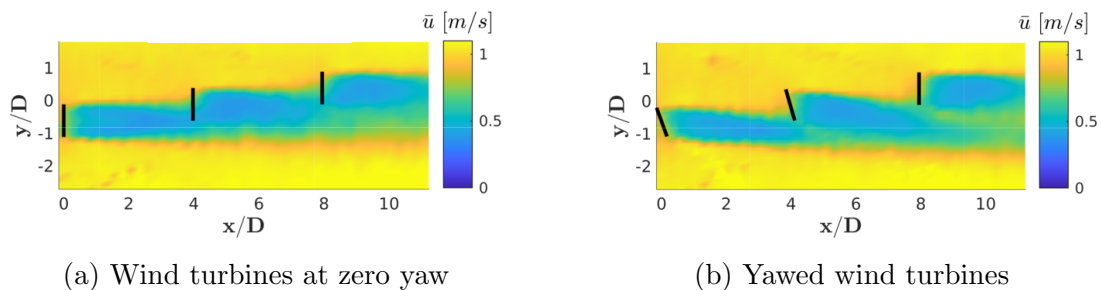 ū [m/s]
1
0.5
0
y/D
1
0
-1
-2
0 2 4 6 8 10
x/D
(a) Wind turbines at zero yaw
ū [m/s]
1
0.5
0
y/D
1
0
-1
-2
0 2 4 6 8 10
x/D
(b) Yawed wind turbines